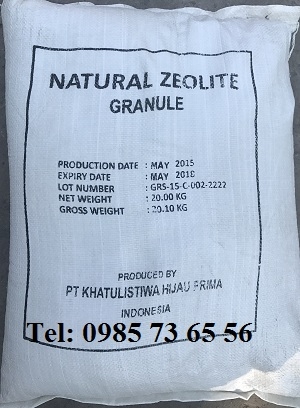 NATURAL ZEOLITE
GRANULE
PRODUCTION DATE : MAY 2015
EXPIRY DATE : MAY 2018
LOT NUMBER : GRS-15-C-002-2222
NET WEIGHT : 20.00 KG
GROSS WEIGHT : 20.10 KG
PRODUCED BY
PT KHATULISTIWA HIJAU PRIMA
INDONESIA
Tel: 0985 73 65 56